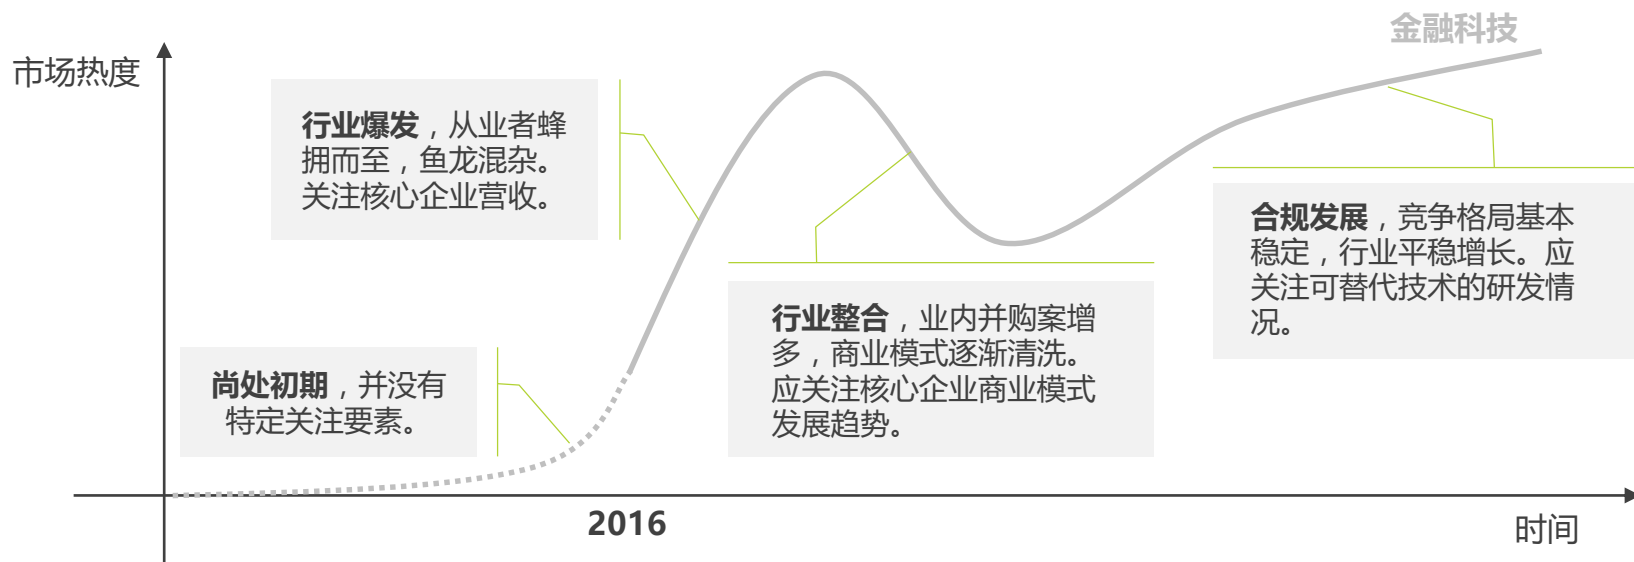 金融科技
市场热度
行业爆发，从业者蜂
拥而至，鱼龙混杂。
关注核心企业营收。
合规发展，竞争格局基本
稳定，行业平稳增长。应
关注可替代技术的研发情
况。
行业整合，业内并购案增
多，商业模式逐渐清洗。
应关注核心企业商业模式
发展趋势。
尚处初期，并没有
特定关注要素。
2016
时间